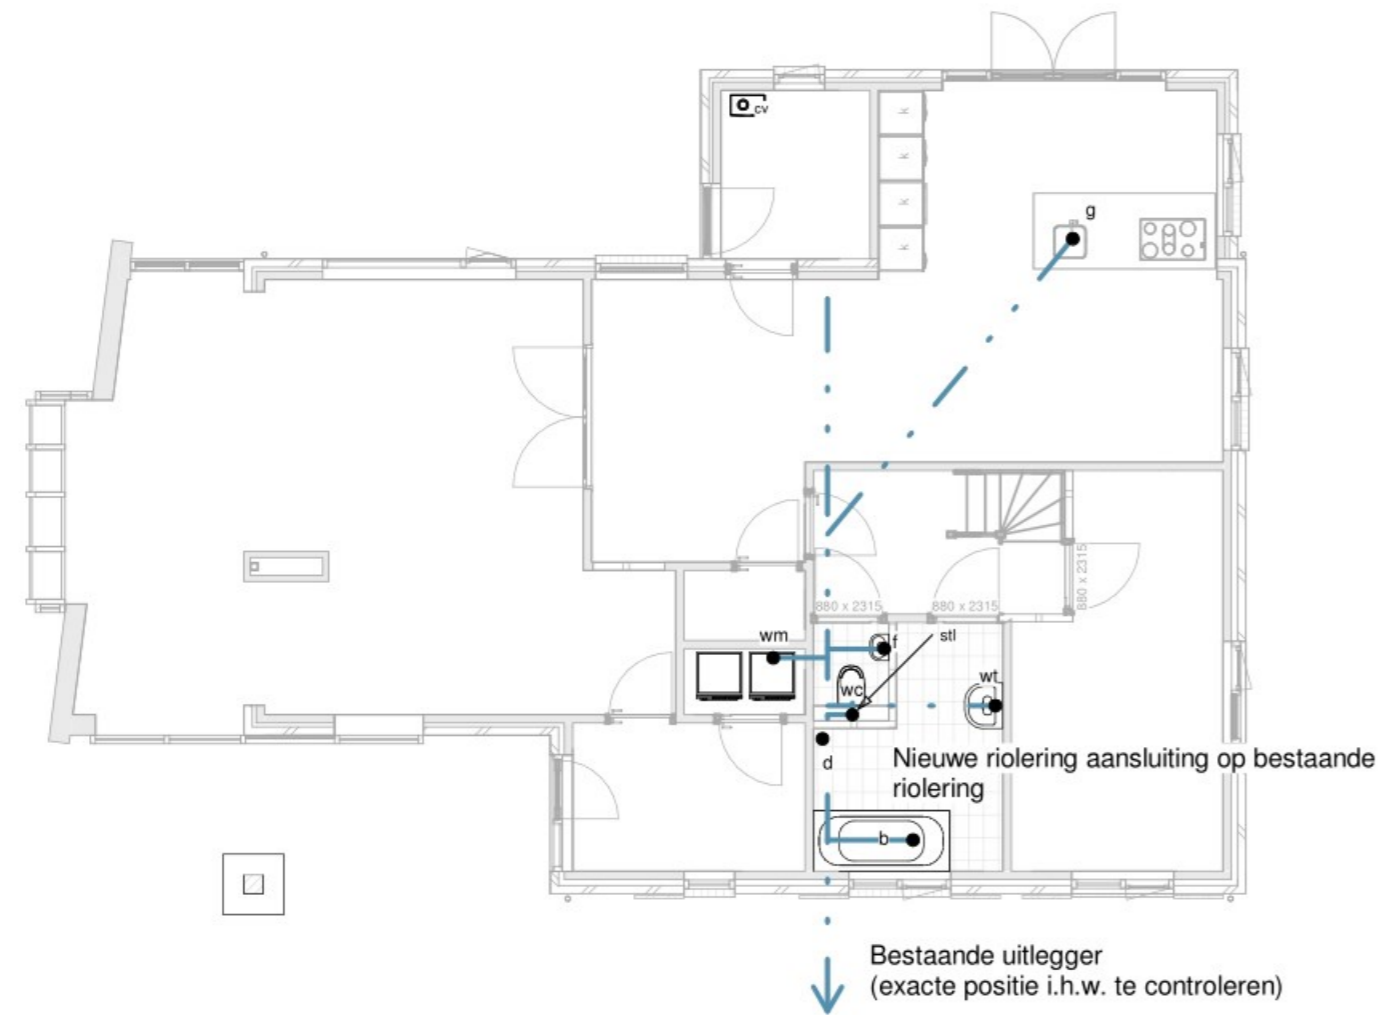 cv
k
k
k
k
g
880 x 2315
880 x 2315
880 x 2315
wm
f
stl
wc
wt
d
Nieuwe riolering aansluiting op bestaande
riolering
b
Bestaande uitlegger
(exacte positie i.h.w. te controleren)